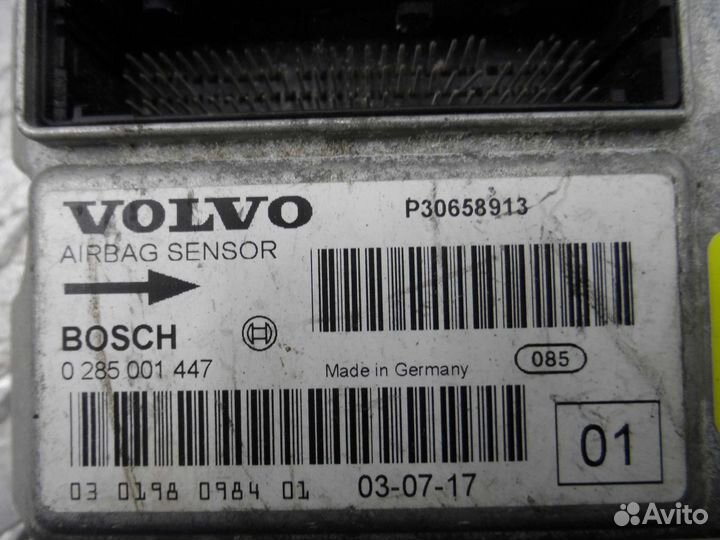 VOLVO
P30658913
AIRBAG SENSOR
BOSCH
0 285 001 447
Made in Germany
085
01
03 0198 0984 01
03-07-17
Avito